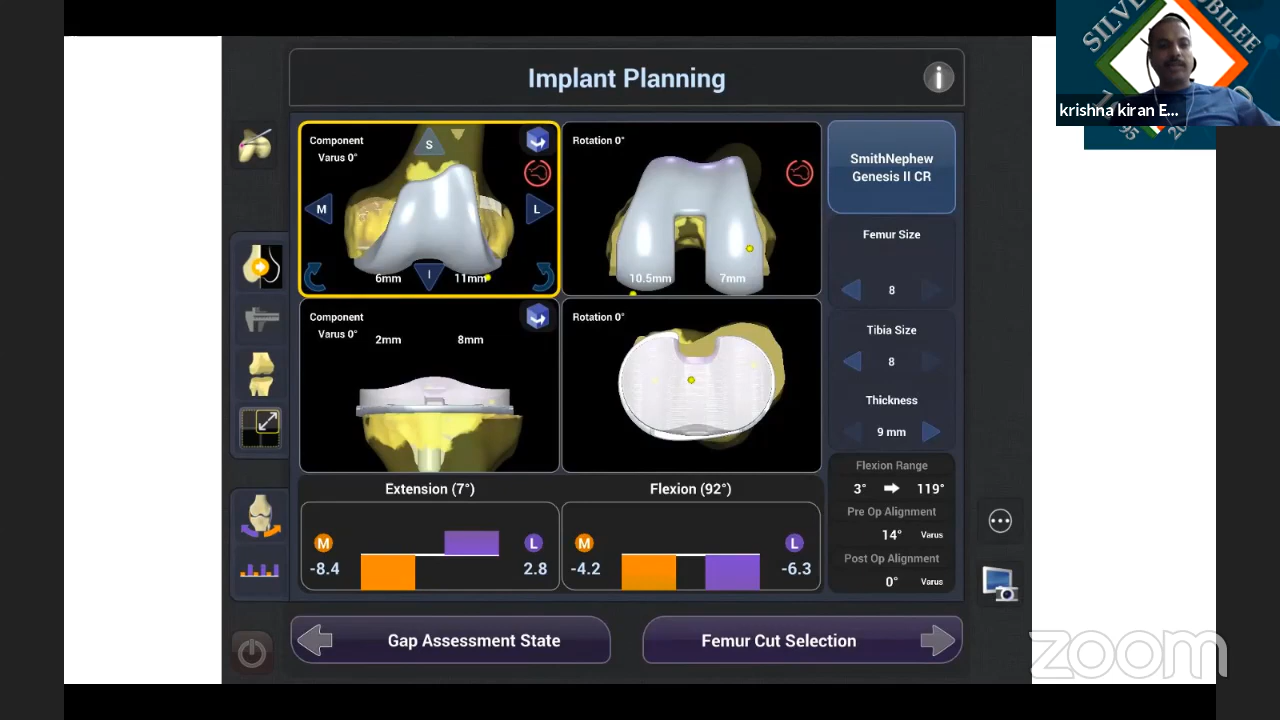 Implant Planning
i
Component
Varus 0°
S
M
L
I
6mm
11mm
Rotation 0°
10.5mm
7mm
SmithNephew
Genesis II CR
Femur Size
8
Tibia Size
8
Thickness
9 mm
Component
Varus 0°
2mm
8mm
Rotation 0°
Extension (7°)
M
L
-8.4
2.8
Flexion (92°)
M
L
-4.2
-6.3
Flexion Range
3°
119°
Pre Op Alignment
14° Varus
Post Op Alignment
0° Varus
Gap Assessment State
Femur Cut Selection
krishna kiran E...
zoom